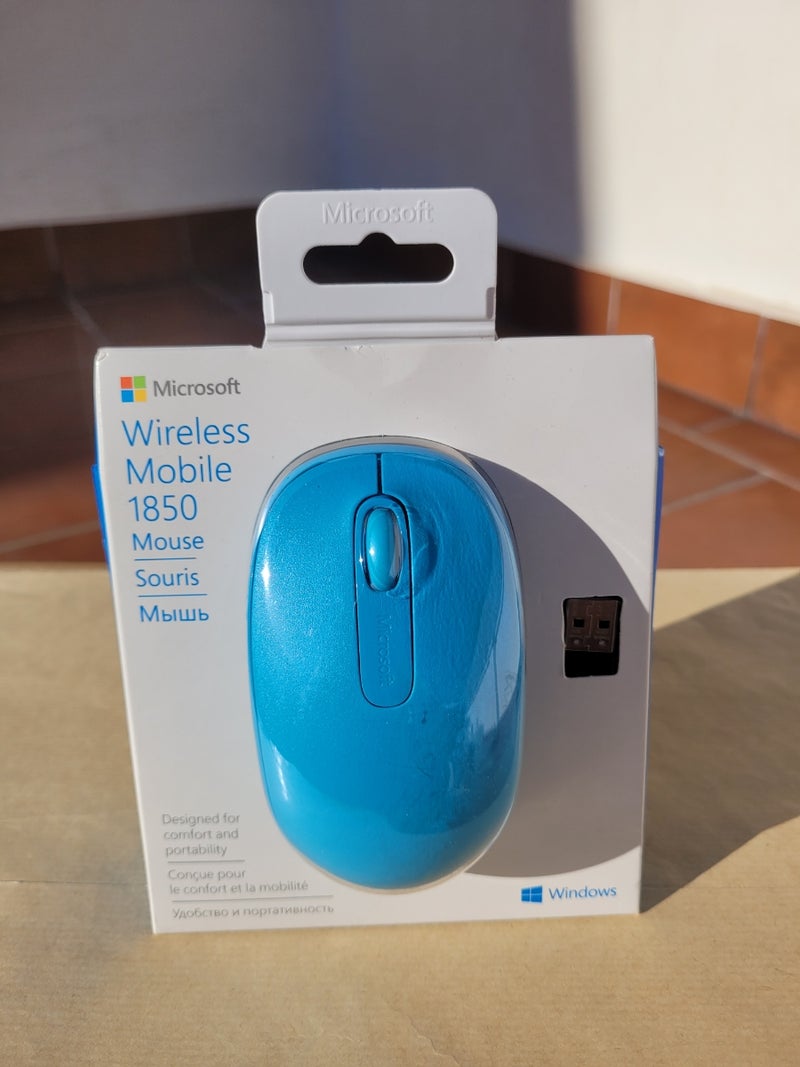 Microsoft
Microsoft
Wireless
Mobile
1850
Mouse
Souris
Мышь
Microsoft
Designed for
comfort and
portability
Conçue pour
le confort et la mobilité
Удобство и портативность
Windows